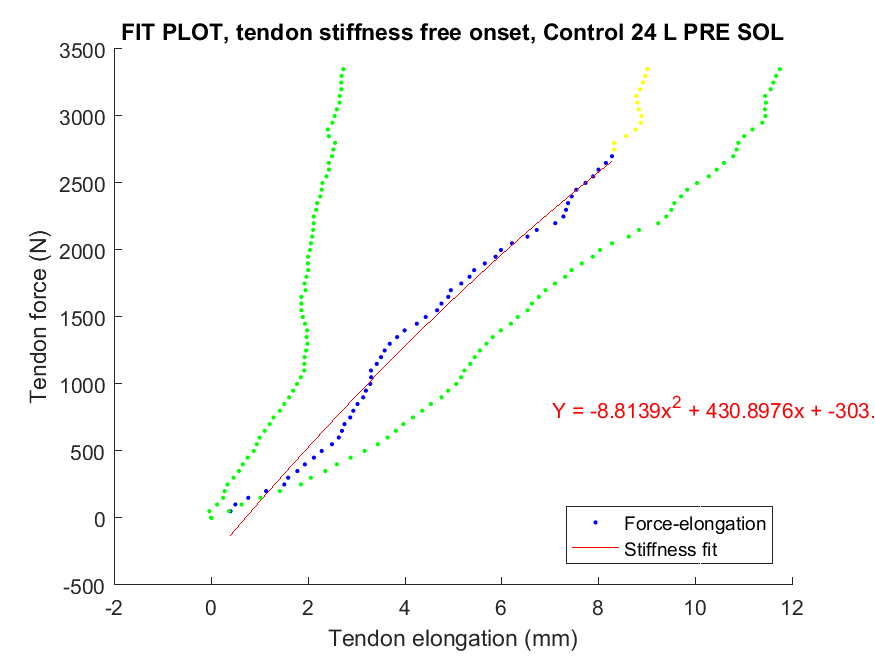 FIT PLOT, tendon stiffness free onset, Control 24 L PRE SOL
3500
3000
2500
2000
1500
1000
500
0
-500
Tendon force (N)
Y = -8.8139x² + 430.8976x + -303.
Force-elongation
Stiffness fit
-2 0 2 4 6 8 10 12
Tendon elongation (mm)